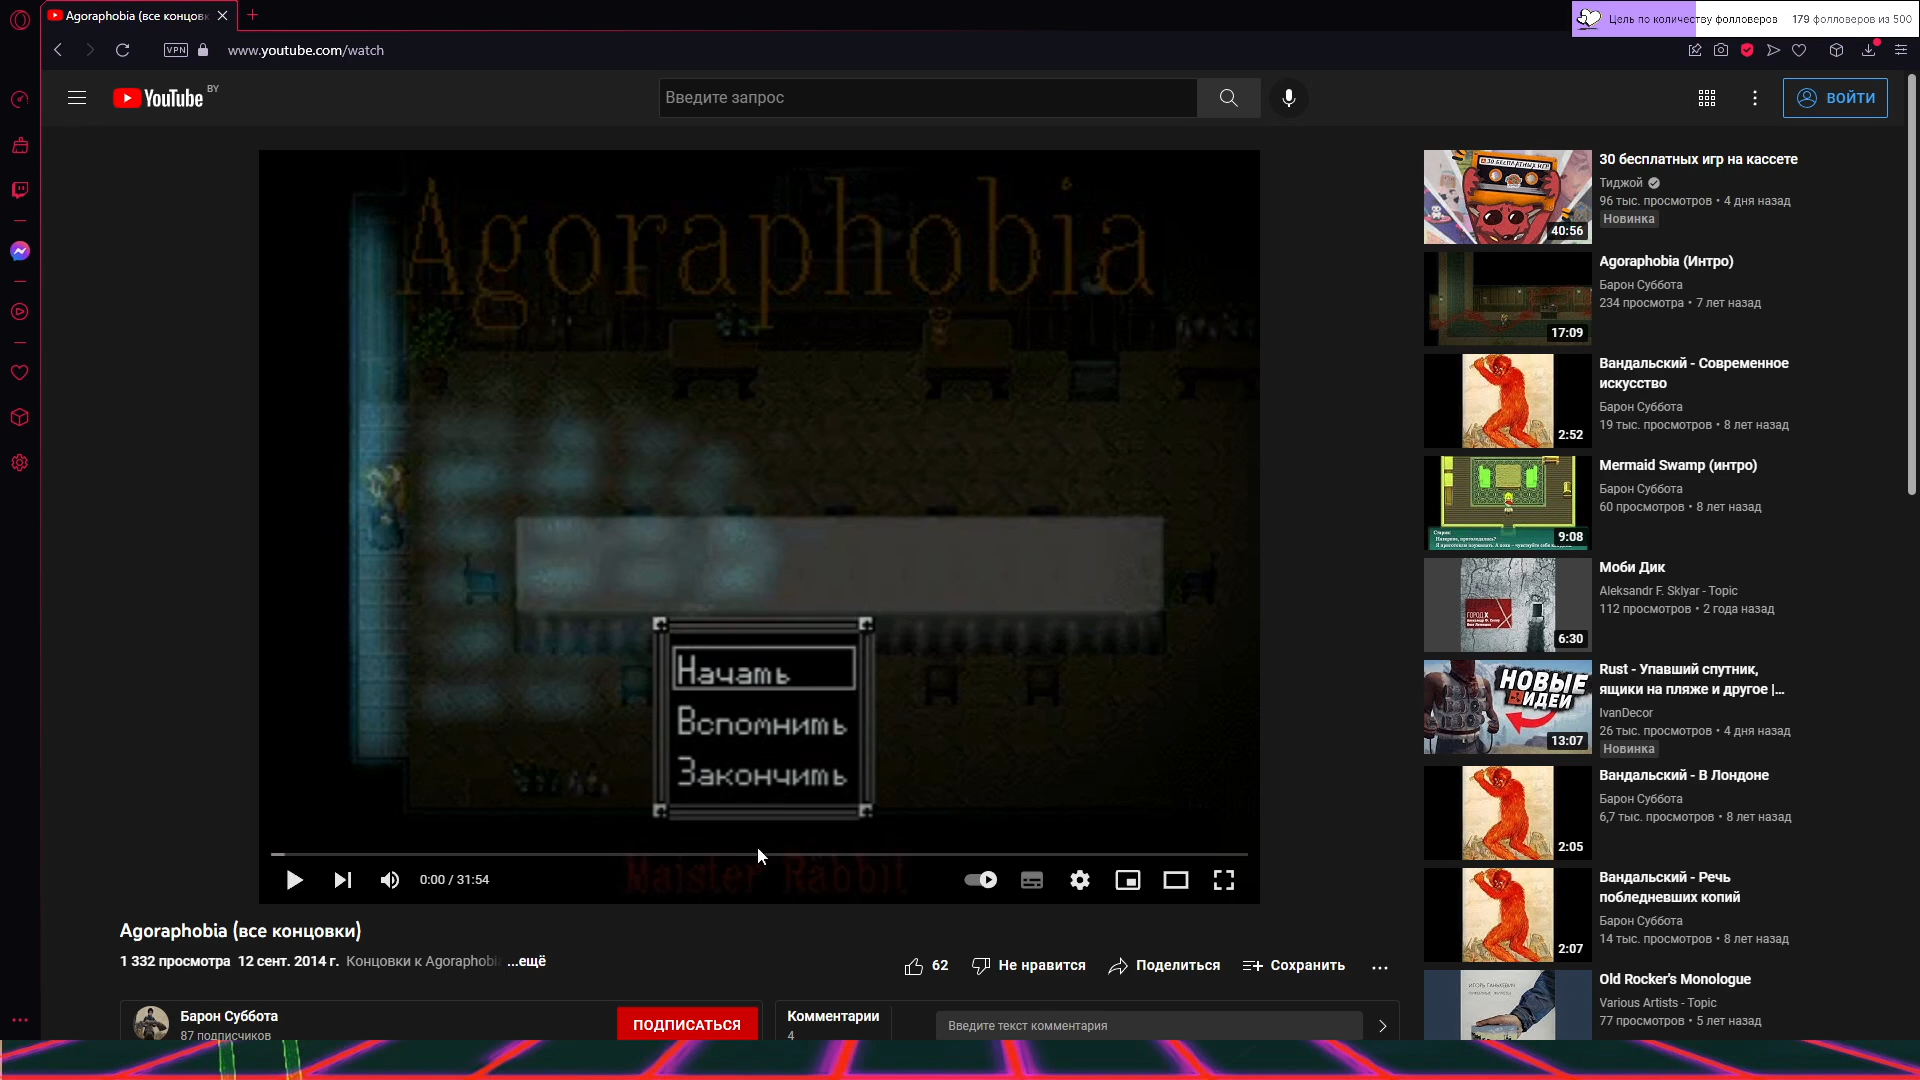 Agoraphobia (все концовк
Цель по количеству фолловеров 179 фолловеров из 500
VPN www.youtube.com/watch
YouTube BY
Введите запрос
ВОЙТИ
Agoraphobia
Начать
Вспомнить
Закончить
Maister Rabbit
0:00 / 31:54
Agoraphobia (все концовки)
1 332 просмотра 12 сент. 2014 г. Концовки к Agoraphobi ...ещё
62 Не нравится Поделиться Сохранить
Барон Суббота
87 подписчиков
ПОДПИСАТЬСЯ
Комментарии
4
Введите текст комментария
30 бесплатных игр на кассете
Тиджой
96 тыс. просмотров • 4 дня назад
Новинка
40:56
Agoraphobia (Интро)
Барон Суббота
234 просмотра • 7 лет назад
17:09
Вандальский - Современное
искусство
Барон Суббота
19 тыс. просмотров • 8 лет назад
2:52
Mermaid Swamp (интро)
Барон Суббота
60 просмотров • 8 лет назад
9:08
Моби Дик
Aleksandr F. Sklyar - Topic
112 просмотров • 2 года назад
6:30
Rust - Упавший спутник,
ящики на пляже и другое |...
IvanDecor
26 тыс. просмотров • 4 дня назад
Новинка
НОВЫЕ
ИДЕИ
13:07
Вандальский - В Лондоне
Барон Суббота
6,7 тыс. просмотров • 8 лет назад
2:05
Вандальский - Речь
побледневших копий
Барон Суббота
14 тыс. просмотров • 8 лет назад
2:07
Old Rocker's Monologue
Various Artists - Topic
77 просмотров • 5 лет назад